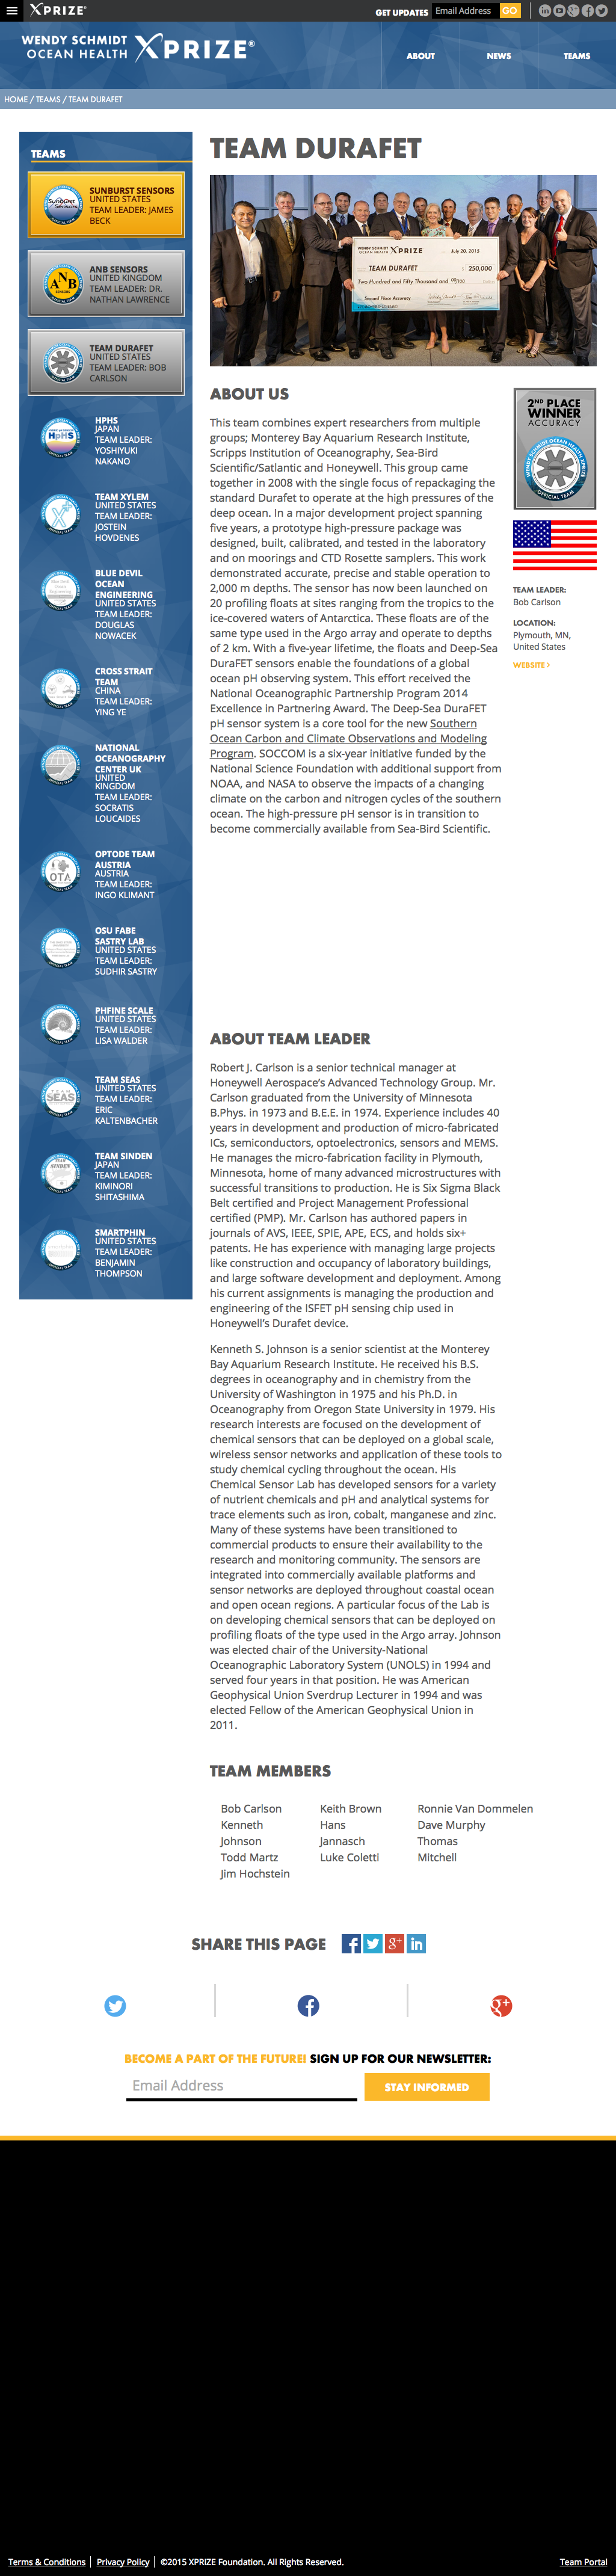 XPRIZE®
GET UPDATES
Email Address
GO
WENDY SCHMIDT
OCEAN HEALTH
XPRIZE®
ABOUT
NEWS
TEAMS
HOME / TEAMS / TEAM DURAFET
TEAMS
SUNBURST SENSORS
UNITED STATES
TEAM LEADER: JAMES
BECK
ANB SENSORS
UNITED KINGDOM
TEAM LEADER: DR.
NATHAN LAWRENCE
TEAM DURAFET
UNITED STATES
TEAM LEADER: BOB
CARLSON
HPHS
JAPAN
TEAM LEADER:
YOSHIYUKI
NAKANO
TEAM XYLEM
UNITED STATES
TEAM LEADER:
JOSTEIN
HOVDENES
BLUE DEVIL
OCEAN
ENGINEERING
UNITED STATES
TEAM LEADER:
DOUGLAS
NOWACEK
CROSS STRAIT
TEAM
CHINA
TEAM LEADER:
YING YE
NATIONAL
OCEANOGRAPHY
CENTER UK
UNITED
KINGDOM
TEAM LEADER:
SOCRATIS
LOUCAIDES
OPTODE TEAM
AUSTRIA
AUSTRIA
TEAM LEADER:
INGO KLIMANT
OSU FABE
SASTRY LAB
UNITED STATES
TEAM LEADER:
SUDHIR SASTRY
PHFINE SCALE
UNITED STATES
TEAM LEADER:
LISA WALDER
TEAM SEAS
UNITED STATES
TEAM LEADER:
ERIC
KALTENBACHER
TEAM SINDEN
JAPAN
TEAM LEADER:
KIMINORI
SHITASHIMA
SMARTPHIN
UNITED STATES
TEAM LEADER:
BENJAMIN
THOMPSON
TEAM DURAFET
WENDY SCHMIDT
OCEAN HEALTH XPRIZE
July 20, 2015
TEAM DURAFET
$ 250,000
Two Hundred and Fifty Thousand and 00/100
Second Place Accuracy
ABOUT US
This team combines expert researchers from multiple
groups; Monterey Bay Aquarium Research Institute,
Scripps Institution of Oceanography, Sea-Bird
Scientific/Satlantic and Honeywell. This group came
together in 2008 with the single focus of repackaging the
standard Durafet to operate at the high pressures of the
deep ocean. In a major development project spanning
five years, a prototype high-pressure package was
designed, built, calibrated, and tested in the laboratory
and on moorings and CTD Rosette samplers. This work
demonstrated accurate, precise and stable operation to
2,000 m depths. The sensor has now been launched on
20 profiling floats at sites ranging from the tropics to the
ice-covered waters of Antarctica. These floats are of the
same type used in the Argo array and operate to depths
of 2 km. With a five-year lifetime, the floats and Deep-Sea
DuraFET sensors enable the foundations of a global
ocean pH observing system. This effort received the
National Oceanographic Partnership Program 2014
Excellence in Partnering Award. The Deep-Sea DuraFET
pH sensor system is a core tool for the new Southern
Ocean Carbon and Climate Observations and Modeling
Program. SOCCOM is a six-year initiative funded by the
National Science Foundation with additional support from
NOAA, and NASA to observe the impacts of a changing
climate on the carbon and nitrogen cycles of the southern
ocean. The high-pressure pH sensor is in transition to
become commercially available from Sea-Bird Scientific.
2ND PLACE
WINNER
ACCURACY
WENDY SCHMIDT OCEAN HEALTH XPRIZE
OFFICIAL TEAM
TEAM LEADER:
Bob Carlson
LOCATION:
Plymouth, MN,
United States
WEBSITE >
ABOUT TEAM LEADER
Robert J. Carlson is a senior technical manager at
Honeywell Aerospace's Advanced Technology Group. Mr.
Carlson graduated from the University of Minnesota
B.Phys. in 1973 and B.E.E. in 1974. Experience includes 40
years in development and production of micro-fabricated
ICs, semiconductors, optoelectronics, sensors and MEMS.
He manages the micro-fabrication facility in Plymouth,
Minnesota, home of many advanced microstructures with
successful transitions to production. He is Six Sigma Black
Belt certified and Project Management Professional
certified (PMP). Mr. Carlson has authored papers in
journals of AVS, IEEE, SPIE, APE, ECS, and holds six+
patents. He has experience with managing large projects
like construction and occupancy of laboratory buildings,
and large software development and deployment. Among
his current assignments is managing the production and
engineering of the ISFET pH sensing chip used in
Honeywell's Durafet device.
Kenneth S. Johnson is a senior scientist at the Monterey
Bay Aquarium Research Institute. He received his B.S.
degrees in oceanography and in chemistry from the
University of Washington in 1975 and his Ph.D. in
Oceanography from Oregon State University in 1979. His
research interests are focused on the development of
chemical sensors that can be deployed on a global scale,
wireless sensor networks and application of these tools to
study chemical cycling throughout the ocean. His
Chemical Sensor Lab has developed sensors for a variety
of nutrient chemicals and pH and analytical systems for
trace elements such as iron, cobalt, manganese and zinc.
Many of these systems have been transitioned to
commercial products to ensure their availability to the
research and monitoring community. The sensors are
integrated into commercially available platforms and
sensor networks are deployed throughout coastal ocean
and open ocean regions. A particular focus of the Lab is
on developing chemical sensors that can be deployed on
profiling floats of the type used in the Argo array. Johnson
was elected chair of the University-National
Oceanographic Laboratory System (UNOLS) in 1994 and
served four years in that position. He was American
Geophysical Union Sverdrup Lecturer in 1994 and was
elected Fellow of the American Geophysical Union in
2011.
TEAM MEMBERS
Bob Carlson
Kenneth
Johnson
Todd Martz
Jim Hochstein
Keith Brown
Hans
Jannasch
Luke Coletti
Ronnie Van Dommelen
Dave Murphy
Thomas
Mitchell
SHARE THIS PAGE
BECOME A PART OF THE FUTURE! SIGN UP FOR OUR NEWSLETTER:
Email Address
STAY INFORMED
Terms & Conditions
Privacy Policy
©2015 XPRIZE Foundation. All Rights Reserved.
Team Portal